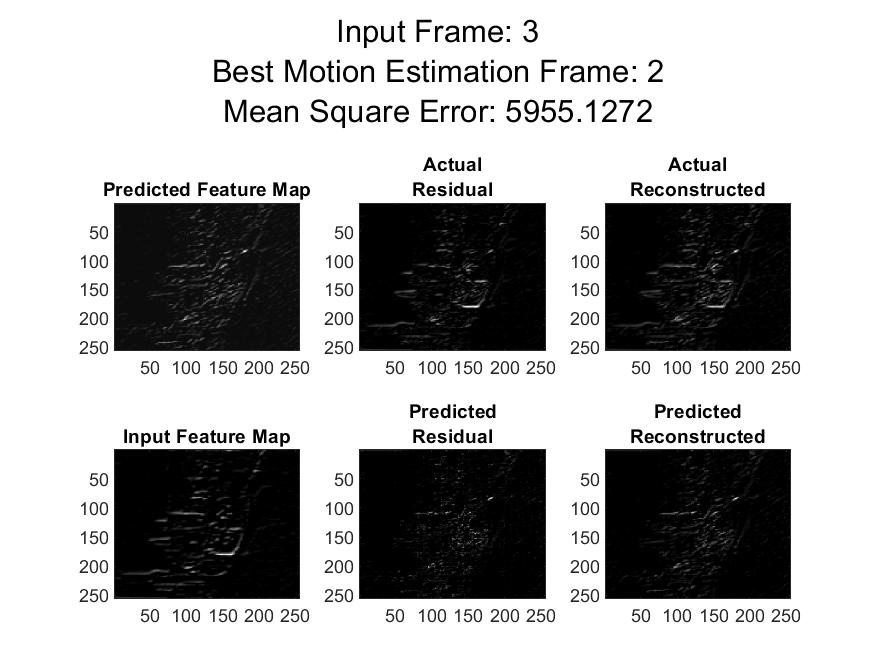 Input Frame: 3
Best Motion Estimation Frame: 2
Mean Square Error: 5955.1272
Predicted Feature Map
50
100
150
200
250
50 100 150 200 250
Actual
Residual
50
100
150
200
250
50 100 150 200 250
Actual
Reconstructed
50
100
150
200
250
50 100 150 200 250
Input Feature Map
50
100
150
200
250
50 100 150 200 250
Predicted
Residual
50
100
150
200
250
50 100 150 200 250
Predicted
Reconstructed
50
100
150
200
250
50 100 150 200 250